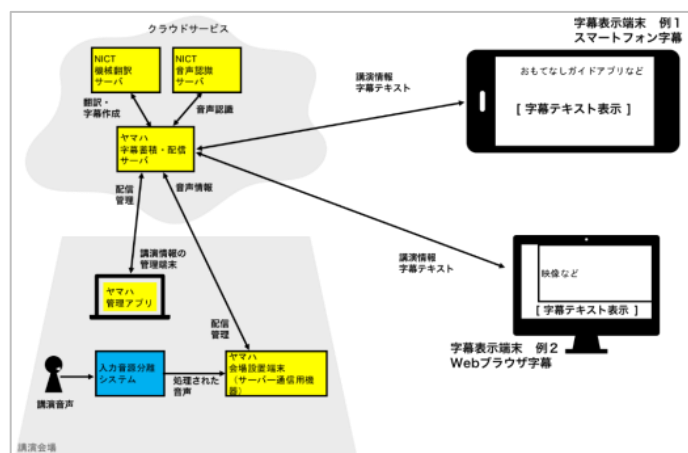 クラウドサービス
NICT
機械翻訳
サーバ
NICT
音声認識
サーバ
翻訳・
字幕作成
音声認識
ヤマハ
字幕蓄積・配信
サーバ
配信
管理
音声情報
講演情報
字幕テキスト
字幕表示端末 例1
スマートフォン字幕
おもてなしガイドアプリなど
[ 字幕テキスト表示 ]
講演情報の
管理端末
ヤマハ
管理アプリ
講演情報
字幕テキスト
映像など
[ 字幕テキスト表示 ]
字幕表示端末 例2
Webブラウザ字幕
配信
管理
講演音声
入力音源分離
システム
処理された
音声
ヤマハ
会場設置端末
(サーバー通信用機
器)
講演会場